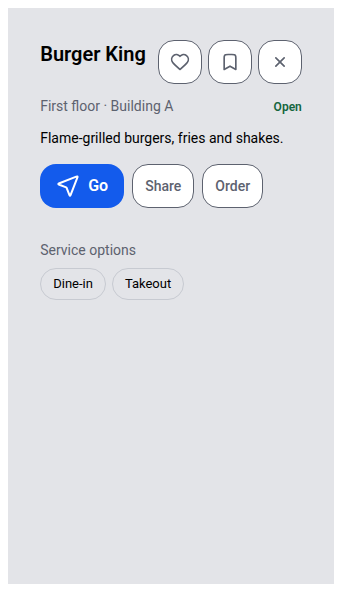 Burger King
First floor · Building A
Open
Flame-grilled burgers, fries and shakes.
Go
Share
Order
Service options
Dine-in
Takeout